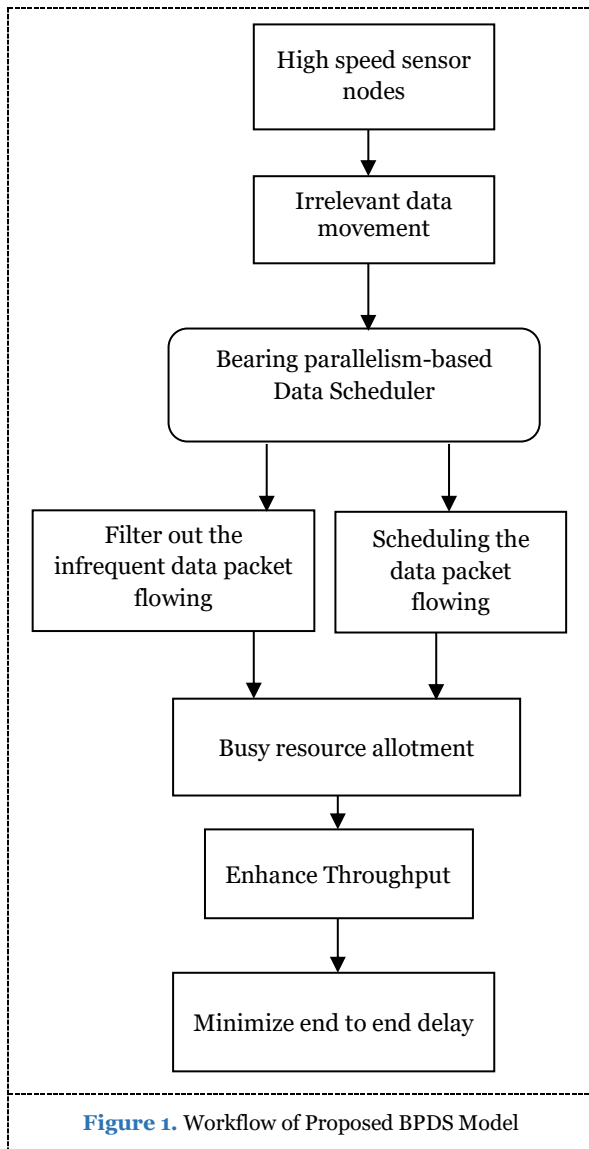 High speed sensor
nodes
Irrelevant data
movement
Bearing parallelism-based
Data Scheduler
Filter out the
infrequent data packet
flowing
Scheduling the
data packet
flowing
Busy resource allotment
Enhance Throughput
Minimize end to end delay
Figure 1. Workflow of Proposed BPDS Model